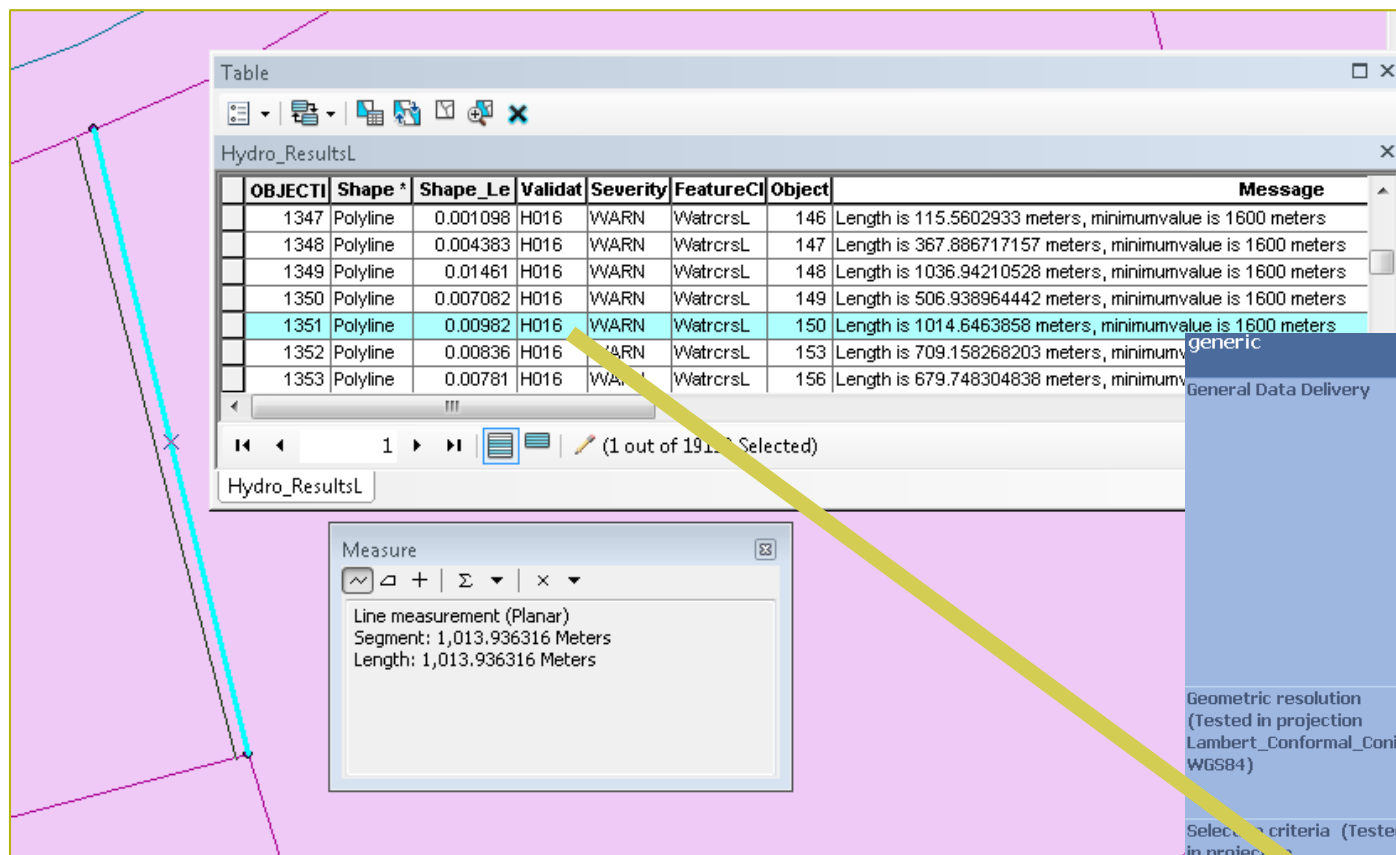 Table
Hydro_ResultsL
OBJECTI Shape * Shape_Le Validat Severity FeatureCl Object Message
1347 Polyline 0.001098 H016 WARN WatrcrsL 146 Length is 115.5602933 meters, minimumvalue is 1600 meters
1348 Polyline 0.004383 H016 WARN WatrcrsL 147 Length is 367.886717157 meters, minimumvalue is 1600 meters
1349 Polyline 0.01461 H016 WARN WatrcrsL 148 Length is 1036.94210528 meters, minimumvalue is 1600 meters
1350 Polyline 0.007082 H016 WARN WatrcrsL 149 Length is 506.938964442 meters, minimumvalue is 1600 meters
1351 Polyline 0.00982 H016 WARN WatrcrsL 150 Length is 1014.6463858 meters, minimumvalue is 1600 meters
1352 Polyline 0.00836 H016 WARN WatrcrsL 153 Length is 709.158268203 meters, minimumv
1353 Polyline 0.00781 H016 WatrcrsL 156 Length is 679.748304838 meters, minimumv
1 (1 out of Selected)
Hydro_ResultsL
Measure
Line measurement (Planar)
Segment: 1,013.936316 Meters
Length: 1,013.936316 Meters
generic
General Data Delivery
Geometric resolution
(Tested in projection
Lambert_Conformal_Coni
WGS84)
criteria (Teste
in